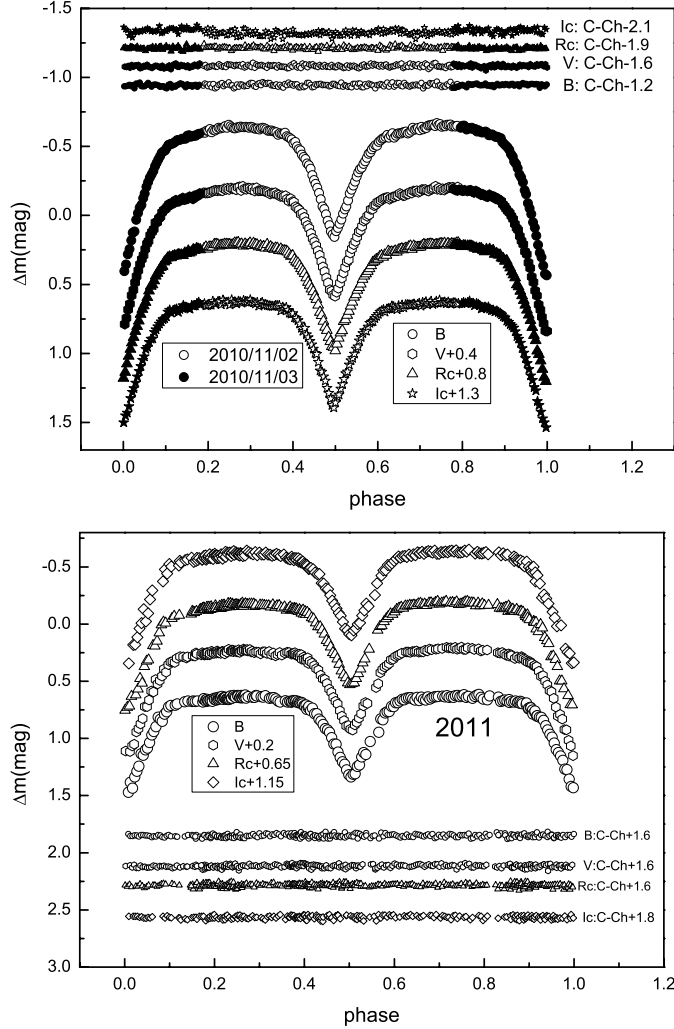 -1.5
-1.0
-0.5
0.0
0.5
1.0
1.5
Δm(mag)
Ic: C-Ch-2.1
Rc: C-Ch-1.9
V: C-Ch-1.6
B: C-Ch-1.2
2010/11/02
2010/11/03
B
V+0.4
Rc+0.8
Ic+1.3
0.0 0.2 0.4 0.6 0.8 1.0 1.2
phase
-0.5
0.0
0.5
1.0
1.5
2.0
2.5
3.0
Δm(mag)
B
V+0.2
Rc+0.65
Ic+1.15
2011
B:C-Ch+1.6
V:C-Ch+1.6
Rc:C-Ch+1.6
Ic:C-Ch+1.8
0.0 0.2 0.4 0.6 0.8 1.0 1.2
phase